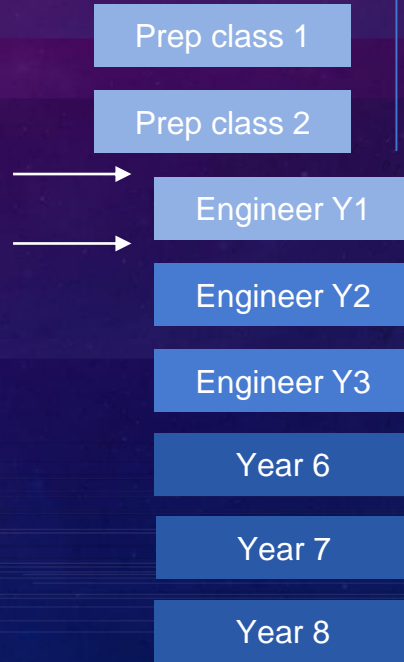 Prep class 1
Prep class 2
Engineer Y1
Engineer Y2
Engineer Y3
Year 6
Year 7
Year 8